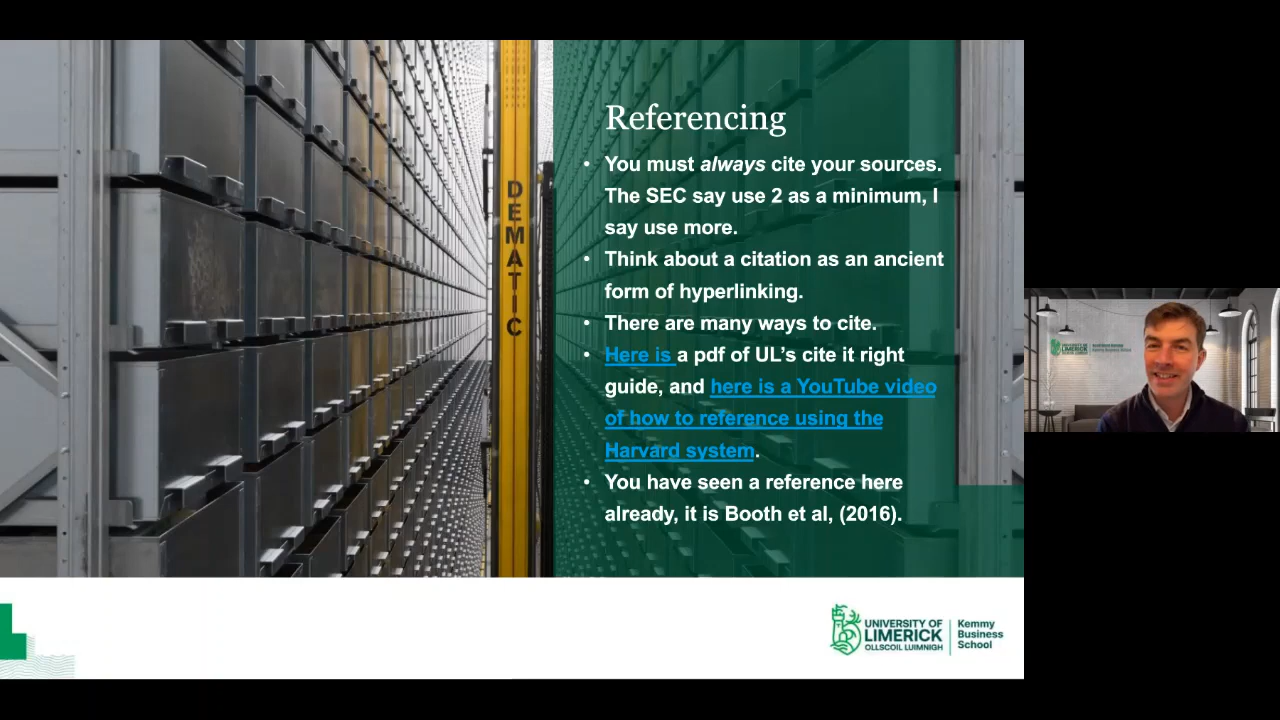 DEMATIC
Referencing
• You must always cite your sources.
The SEC say use 2 as a minimum, I
say use more.
• Think about a citation as an ancient
form of hyperlinking.
• There are many ways to cite.
• Here is a pdf of UL's cite it right
guide, and here is a YouTube video
of how to reference using the
Harvard system.
• You have seen a reference here
already, it is Booth et al, (2016).
UNIVERSITY OF
LIMERICK
OLLSCOIL LUIMNIGH
Kemmy
Business
School
UNIVERSITY OF
LIMERICK